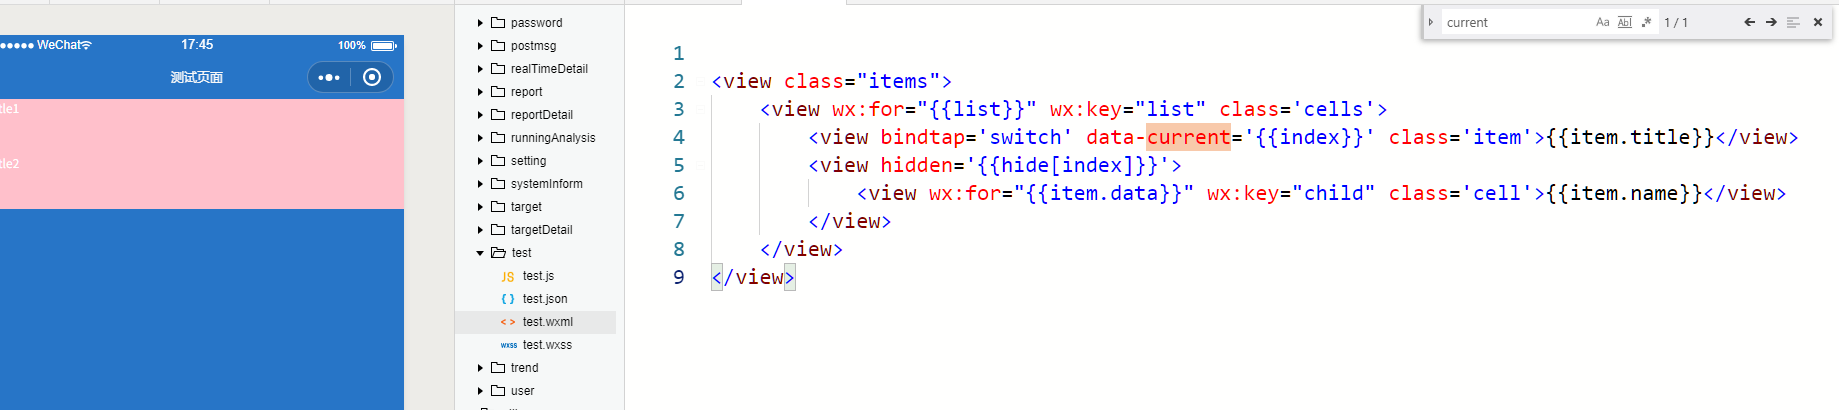 WeChat
17:45
100%
测试页面
tle1
tle2
password
postmsg
realTimeDetail
report
reportDetail
runningAnalysis
setting
systemInform
target
targetDetail
test
JS test.js
{ } test.json
< > test.wxml
wxss test.wxss
trend
user
current
Aa Abl .* 1 / 1
1
2 <view class="items">
3 <view wx:for="{{list}}" wx:key="list" class='cells'>
4 <view bindtap='switch' data-current='{{index}}' class='item'>{{item.title}}</view>
5 <view hidden='{{hide[index]}}'>
6 <view wx:for="{{item.data}}" wx:key="child" class='cell'>{{item.name}}</view>
7 </view>
8 </view>
9 </view>